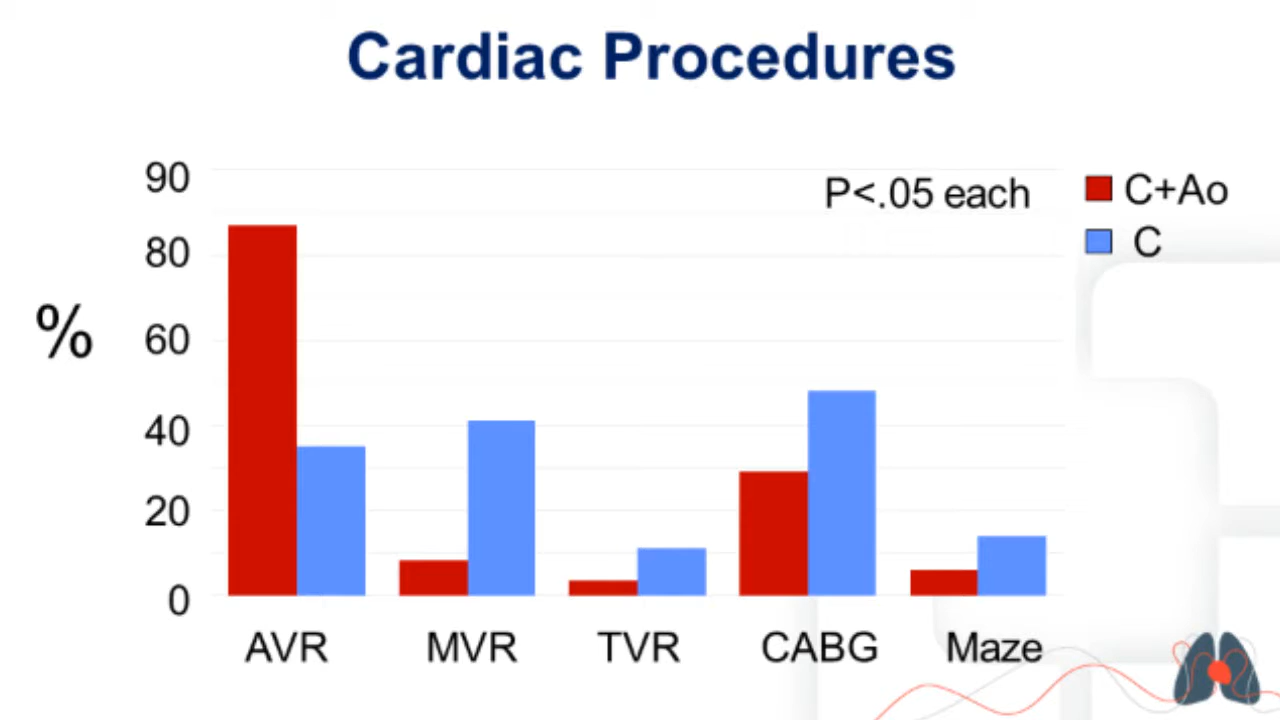 Cardiac Procedures
P<.05 each
C+Ao
C
%
90
80
60
40
20
0
AVR MVR TVR CABG Maze